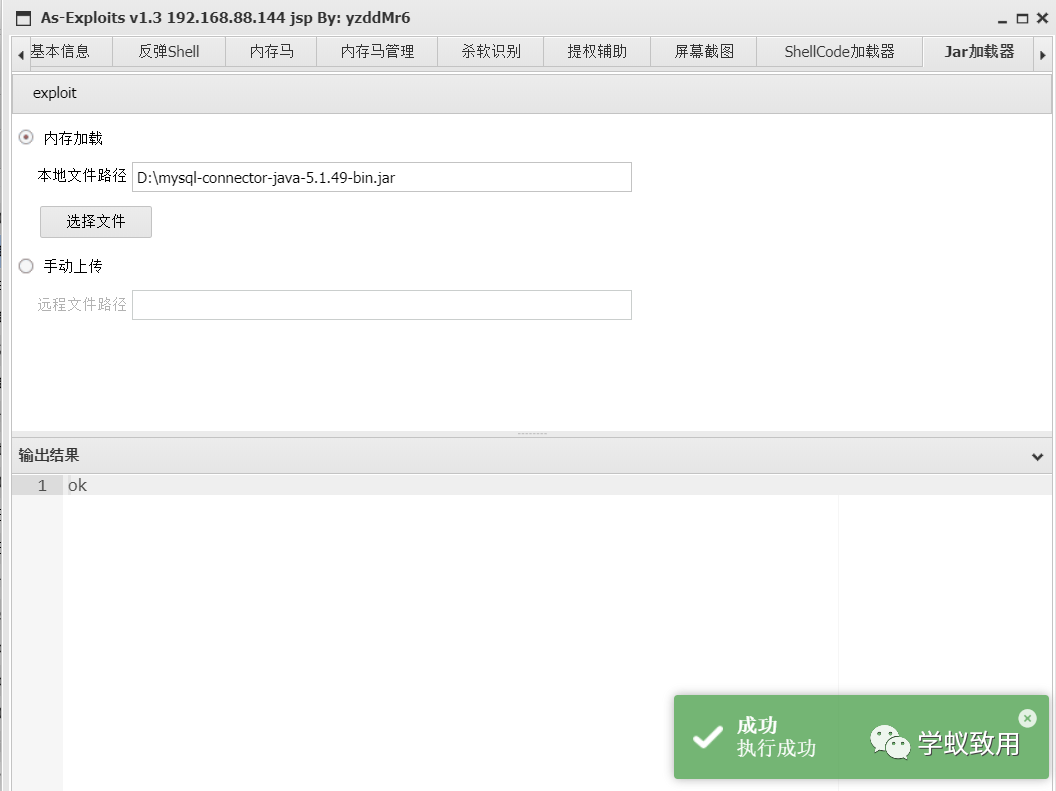 As-Exploits v1.3 192.168.88.144 jsp By: yzddMr6
基本信息 反弹Shell 内存马 内存马管理 杀软识别 提权辅助 屏幕截图 ShellCode加载器 Jar加载器
exploit
内存加载
本地文件路径 D:\mysql-connector-java-5.1.49-bin.jar
选择文件
手动上传
远程文件路径
输出结果
1 ok
成功
执行成功
学蚁致用